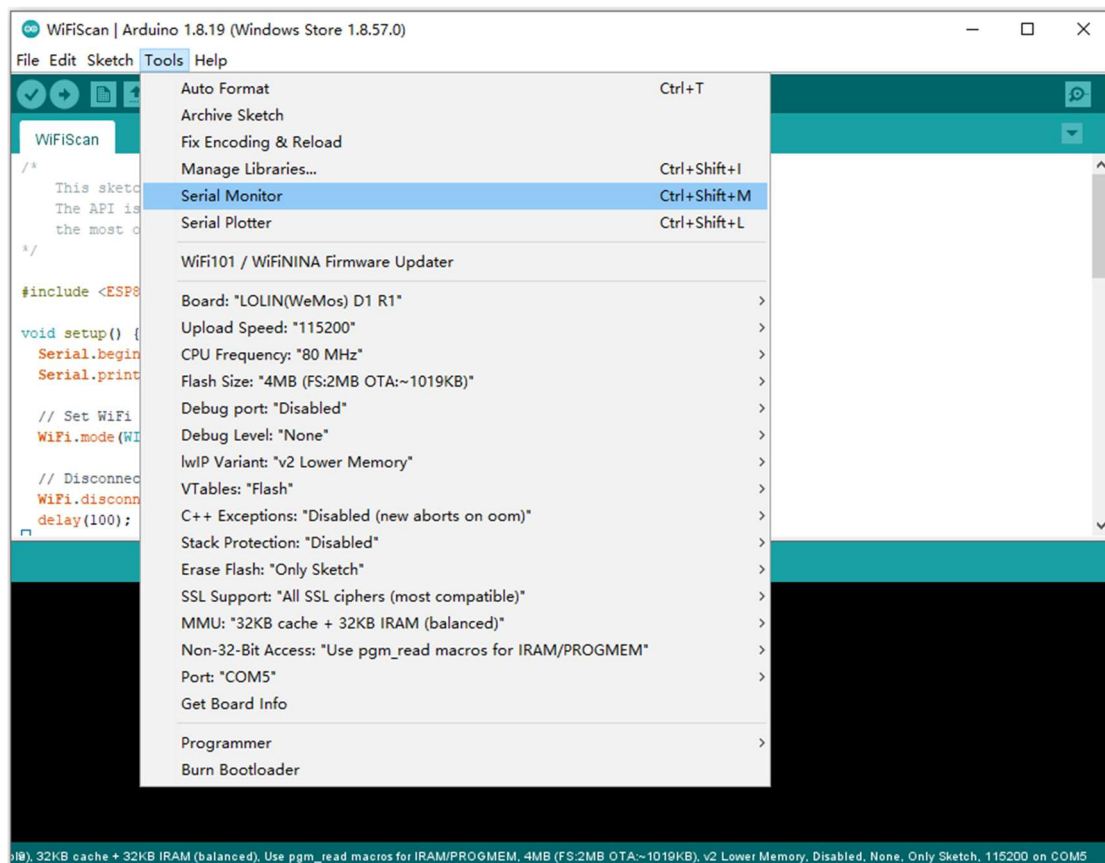 WiFiScan | Arduino 1.8.19 (Windows Store 1.8.57.0)
File Edit Sketch Tools Help
WiFiScan
/*
This sketc
The API is
the most o
*/
#include <ESP8
void setup() {
Serial.begin
Serial.print
// Set WiFi
WiFi.mode(WI
// Disconnec
WiFi.disconn
delay(100);
Auto Format Ctrl+T
Archive Sketch
Fix Encoding & Reload
Manage Libraries... Ctrl+Shift+I
Serial Monitor Ctrl+Shift+M
Serial Plotter Ctrl+Shift+L
WiFi101 / WiFiNINA Firmware Updater
Board: "LOLIN(WeMos) D1 R1"
Upload Speed: "115200"
CPU Frequency: "80 MHz"
Flash Size: "4MB (FS:2MB OTA:~1019KB)"
Debug port: "Disabled"
Debug Level: "None"
lwIP Variant: "v2 Lower Memory"
VTables: "Flash"
C++ Exceptions: "Disabled (new aborts on oom)"
Stack Protection: "Disabled"
Erase Flash: "Only Sketch"
SSL Support: "All SSL ciphers (most compatible)"
MMU: "32KB cache + 32KB IRAM (balanced)"
Non-32-Bit Access: "Use pgm_read macros for IRAM/PROGMEM"
Port: "COM5"
Get Board Info
Programmer
Burn Bootloader
32KB cache + 32KB IRAM (balanced), Use pgm_read macros for IRAM/PROGMEM, 4MB (FS:2MB OTA:~1019KB), v2 Lower Memory, Disabled, None, Only Sketch, 115200 on COM5